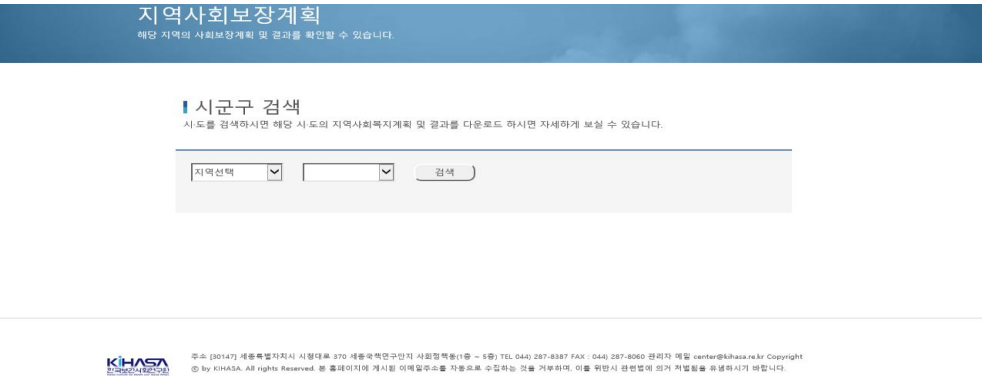 지역사회보장계획
해당 지역의 사회보장계획 및 결과를 확인할 수 있습니다.
시군구 검색
시·도를 검색하시면 해당 시·도의 지역사회복지계획 및 결과를 다운로드 하시면 자세하게 보실 수 있습니다.
지역선택 검색
주소 [30147] 세종특별자치시 시청대로 370 세종국책연구단지 사회정책동(1층 ~ 5층) TEL 044) 287-8387 FAX : 044) 287-8060 관리자 메일 center@kihasa.re.kr Copyright
ⓒ by KIHASA. All rights Reserved. 본 홈페이지에 게시된 이메일주소를 자동으로 수집하는 것을 거부하며, 이를 위반시 관련법에 의거 처벌됨을 유념하시기 바랍니다.
KiHASA
한국보건사회연구원